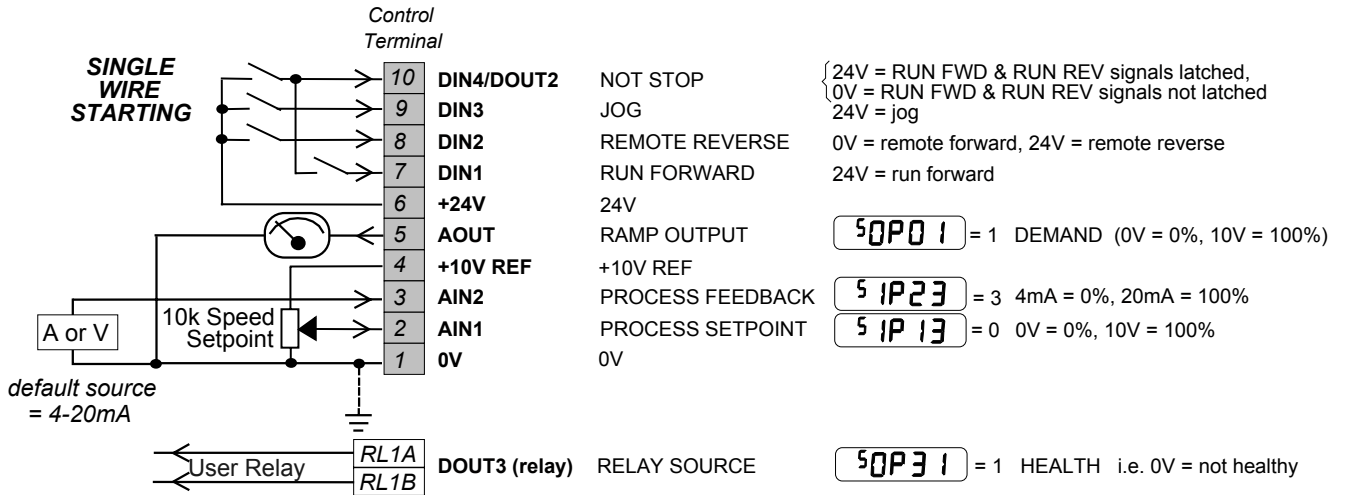 Control
Terminal
SINGLE
WIRE
STARTING
10 DIN4/DOUT2 NOT STOP 24V = RUN FWD & RUN REV signals latched,
0V = RUN FWD & RUN REV signals not latched
9 DIN3 JOG 24V = jog
8 DIN2 REMOTE REVERSE 0V = remote forward, 24V = remote reverse
7 DIN1 RUN FORWARD 24V = run forward
6 +24V 24V
5 AOUT RAMP OUTPUT SOP01 = 1 DEMAND (0V = 0%, 10V = 100%)
4 +10V REF +10V REF
3 AIN2 PROCESS FEEDBACK SIP23 = 3 4mA = 0%, 20mA = 100%
2 AIN1 PROCESS SETPOINT SIP13 = 0 0V = 0%, 10V = 100%
1 0V 0V
A or V
10k Speed
Setpoint
default source
= 4-20mA
User Relay
RL1A
RL1B
DOUT3 (relay) RELAY SOURCE SOP31 = 1 HEALTH i.e. 0V = not healthy